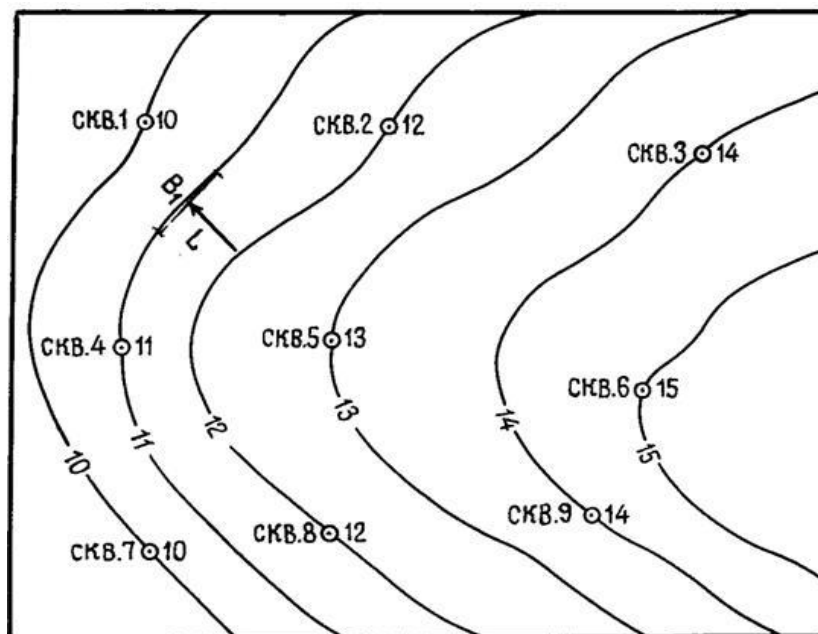 СКВ.1 10
СКВ.2 12
СКВ.3 14
B₁
L
СКВ.4 11
СКВ.5 13
СКВ.6 15
10
11
12
13
14
15
СКВ.7 10
СКВ.8 12
СКВ.9 14